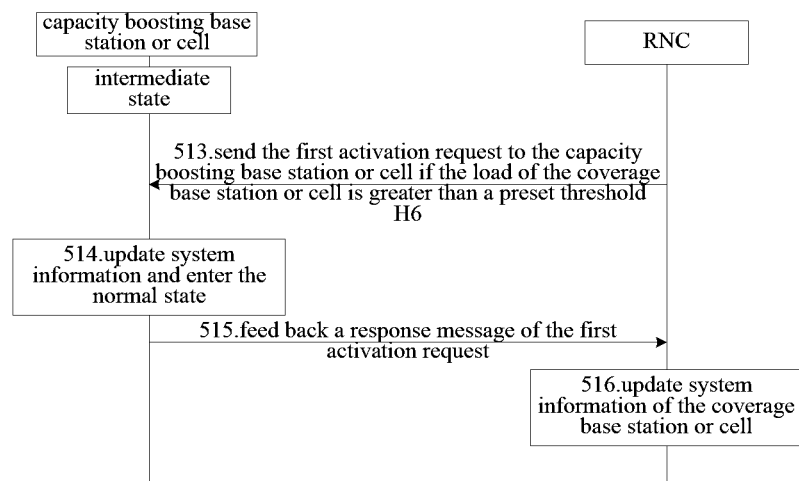 capacity boosting base
station or cell
RNC
intermediate
state
513.send the first activation request to the capacity
boosting base station or cell if the load of the coverage
base station or cell is greater than a preset threshold
H6
514.update system
information and enter the
normal state
515.feed back a response message of the first
activation request
516.update system
information of the coverage
base station or cell